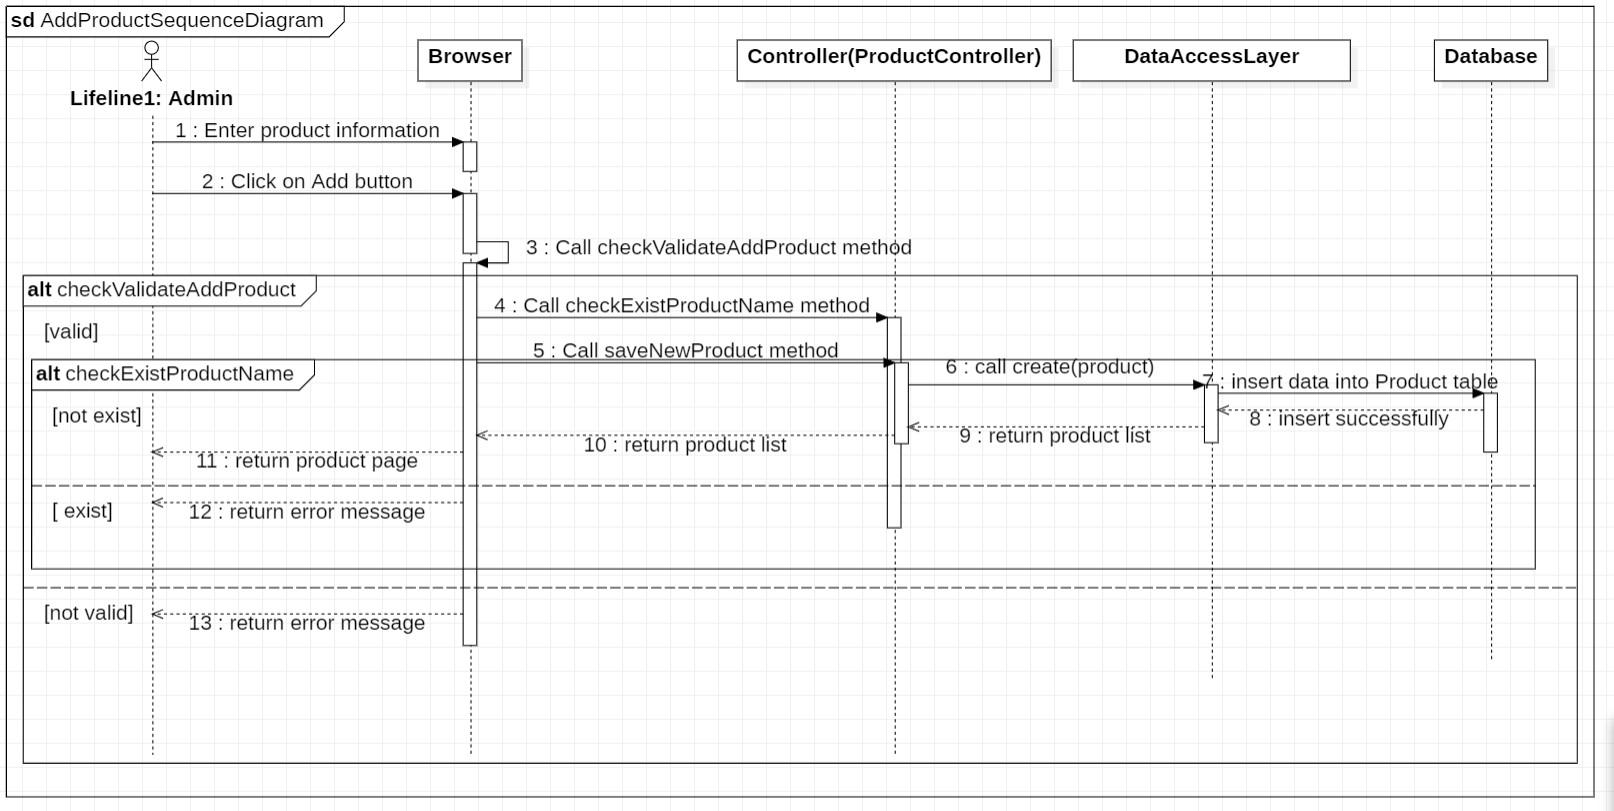 sd AddProductSequenceDiagram
Lifeline1: Admin
Browser
Controller(ProductController)
DataAccessLayer
Database
1 : Enter product information
2 : Click on Add button
3 : Call checkValidateAddProduct method
alt checkValidateAddProduct
[valid]
4 : Call checkExistProductName method
5 : Call saveNewProduct method
alt checkExistProductName
6 : call create(product)
7 : insert data into Product table
[not exist]
8 : insert successfully
9 : return product list
10 : return product list
11 : return product page
[ exist]
12 : return error message
[not valid]
13 : return error message